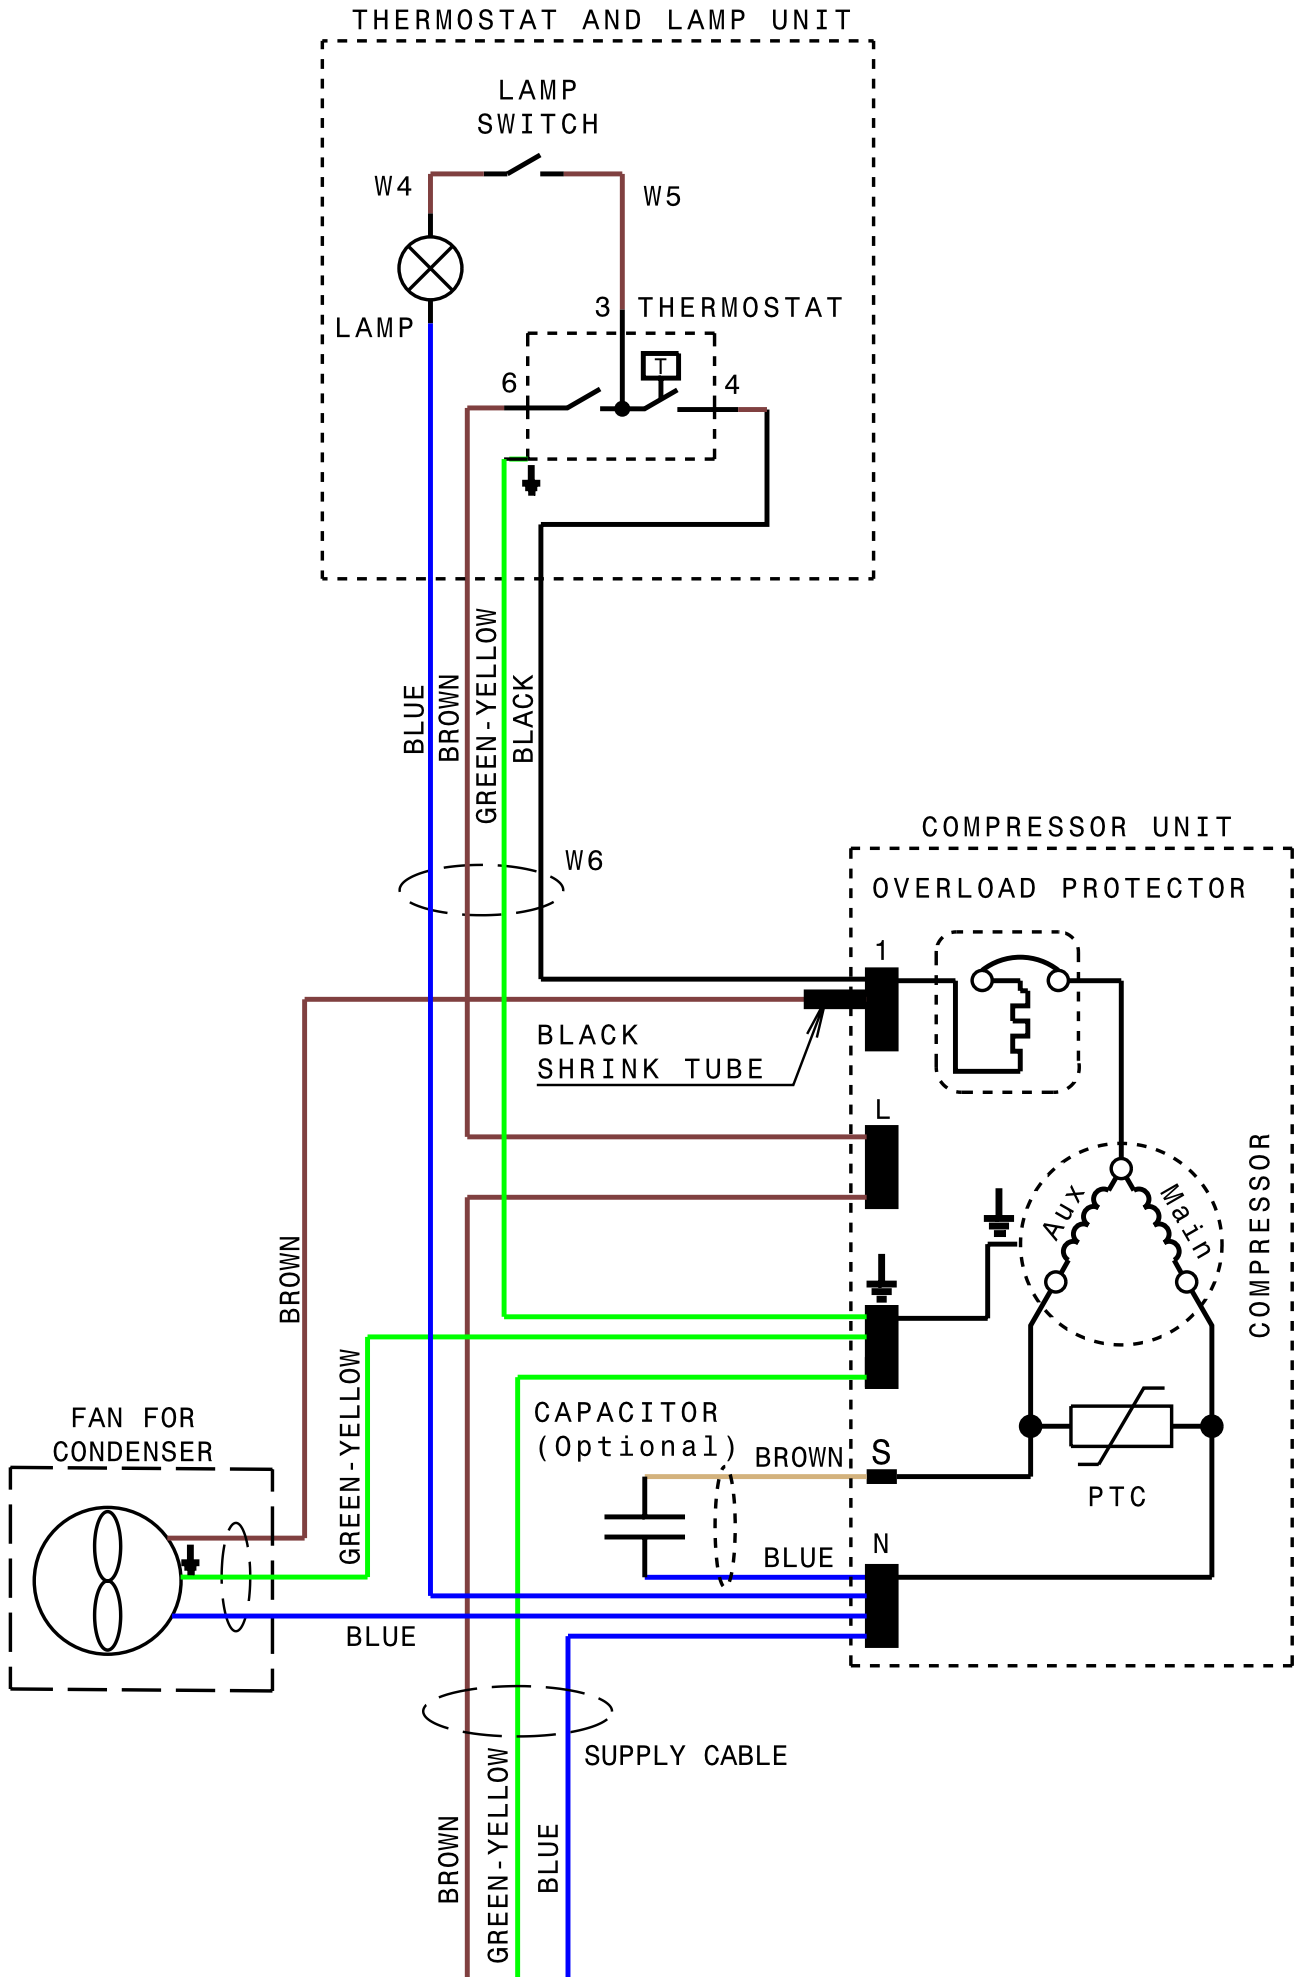 THERMOSTAT AND LAMP UNIT
LAMP
SWITCH
W4
W5
LAMP
3
THERMOSTAT
T
6
4
BLUE
BROWN
GREEN-YELLOW
BLACK
W6
COMPRESSOR UNIT
OVERLOAD PROTECTOR
1
BLACK
SHRINK TUBE
L
Aux
Main
COMPRESSOR
BROWN
GREEN-YELLOW
FAN FOR
CONDENSER
CAPACITOR
(Optional)
BROWN
S
PTC
BLUE
N
BLUE
SUPPLY CABLE
BROWN
GREEN-YELLOW
BLUE